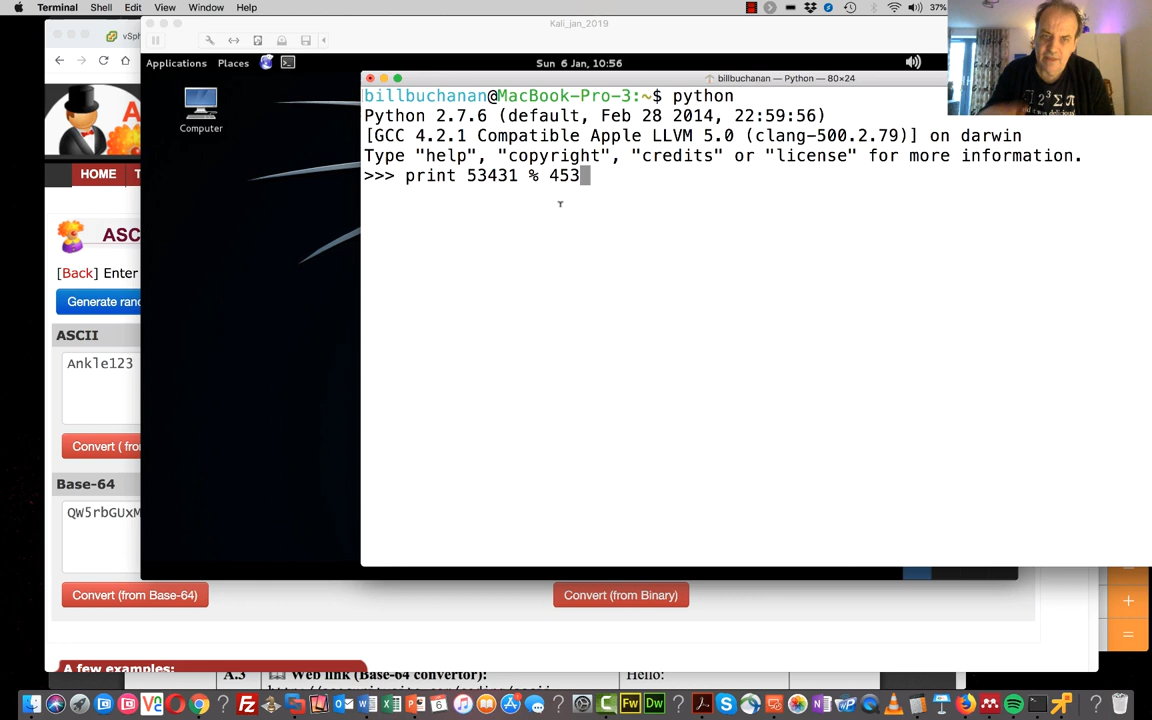 Terminal Shell Edit View Window Help 37%
Kali_jan_2019
vSph
Applications Places Sun 6 Jan, 10:56
billbuchanan — Python — 80×24
Computer
billbuchanan@MacBook-Pro-3:~$ python
Python 2.7.6 (default, Feb 28 2014, 22:59:56)
[GCC 4.2.1 Compatible Apple LLVM 5.0 (clang-500.2.79)] on darwin
Type "help", "copyright", "credits" or "license" for more information.
>>> print 53431 % 453
HOME T
ASC
[Back] Enter
Generate rand
ASCII
Ankle123
Convert ( fro
Base-64
QW5rbGUxM
Convert (from Base-64)
Convert (from Binary)
+
=
A few examples:
A.3 Web link (Base-64 convertor): Hello: